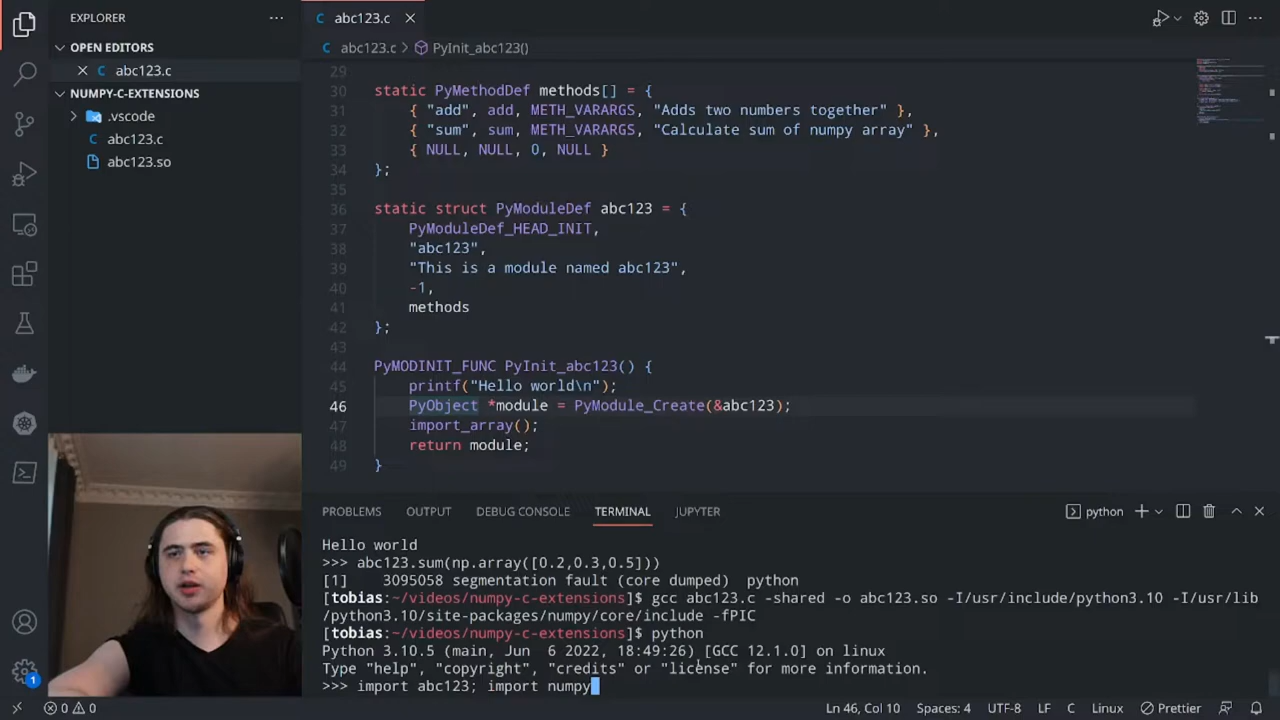 EXPLORER
OPEN EDITORS
abc123.c
NUMPY-C-EXTENSIONS
.vscode
abc123.c
abc123.so
1
abc123.c
abc123.c > PyInit_abc123()
29
30 static PyMethodDef methods[] = {
31 { "add", add, METH_VARARGS, "Adds two numbers together" },
32 { "sum", sum, METH_VARARGS, "Calculate sum of numpy array" },
33 { NULL, NULL, 0, NULL }
34 };
35
36 static struct PyModuleDef abc123 = {
37 PyModuleDef_HEAD_INIT,
38 "abc123",
39 "This is a module named abc123",
40 -1,
41 methods
42 };
43
44 PyMODINIT_FUNC PyInit_abc123() {
45 printf("Hello world\n");
46 PyObject *module = PyModule_Create(&abc123);
47 import_array();
48 return module;
49 }
PROBLEMS OUTPUT DEBUG CONSOLE TERMINAL JUPYTER python
Hello world
>>> abc123.sum(np.array([0.2,0.3,0.5]))
[1] 3095058 segmentation fault (core dumped) python
[tobias:~/videos/numpy-c-extensions]$ gcc abc123.c -shared -o abc123.so -I/usr/include/python3.10 -I/usr/lib
/python3.10/site-packages/numpy/core/include -fPIC
[tobias:~/videos/numpy-c-extensions]$ python
Python 3.10.5 (main, Jun 6 2022, 18:49:26) [GCC 12.1.0] on linux
Type "help", "copyright", "credits" or "license" for more information.
>>> import abc123; import numpy
0 0 Ln 46, Col 10 Spaces: 4 UTF-8 LF C Linux Prettier